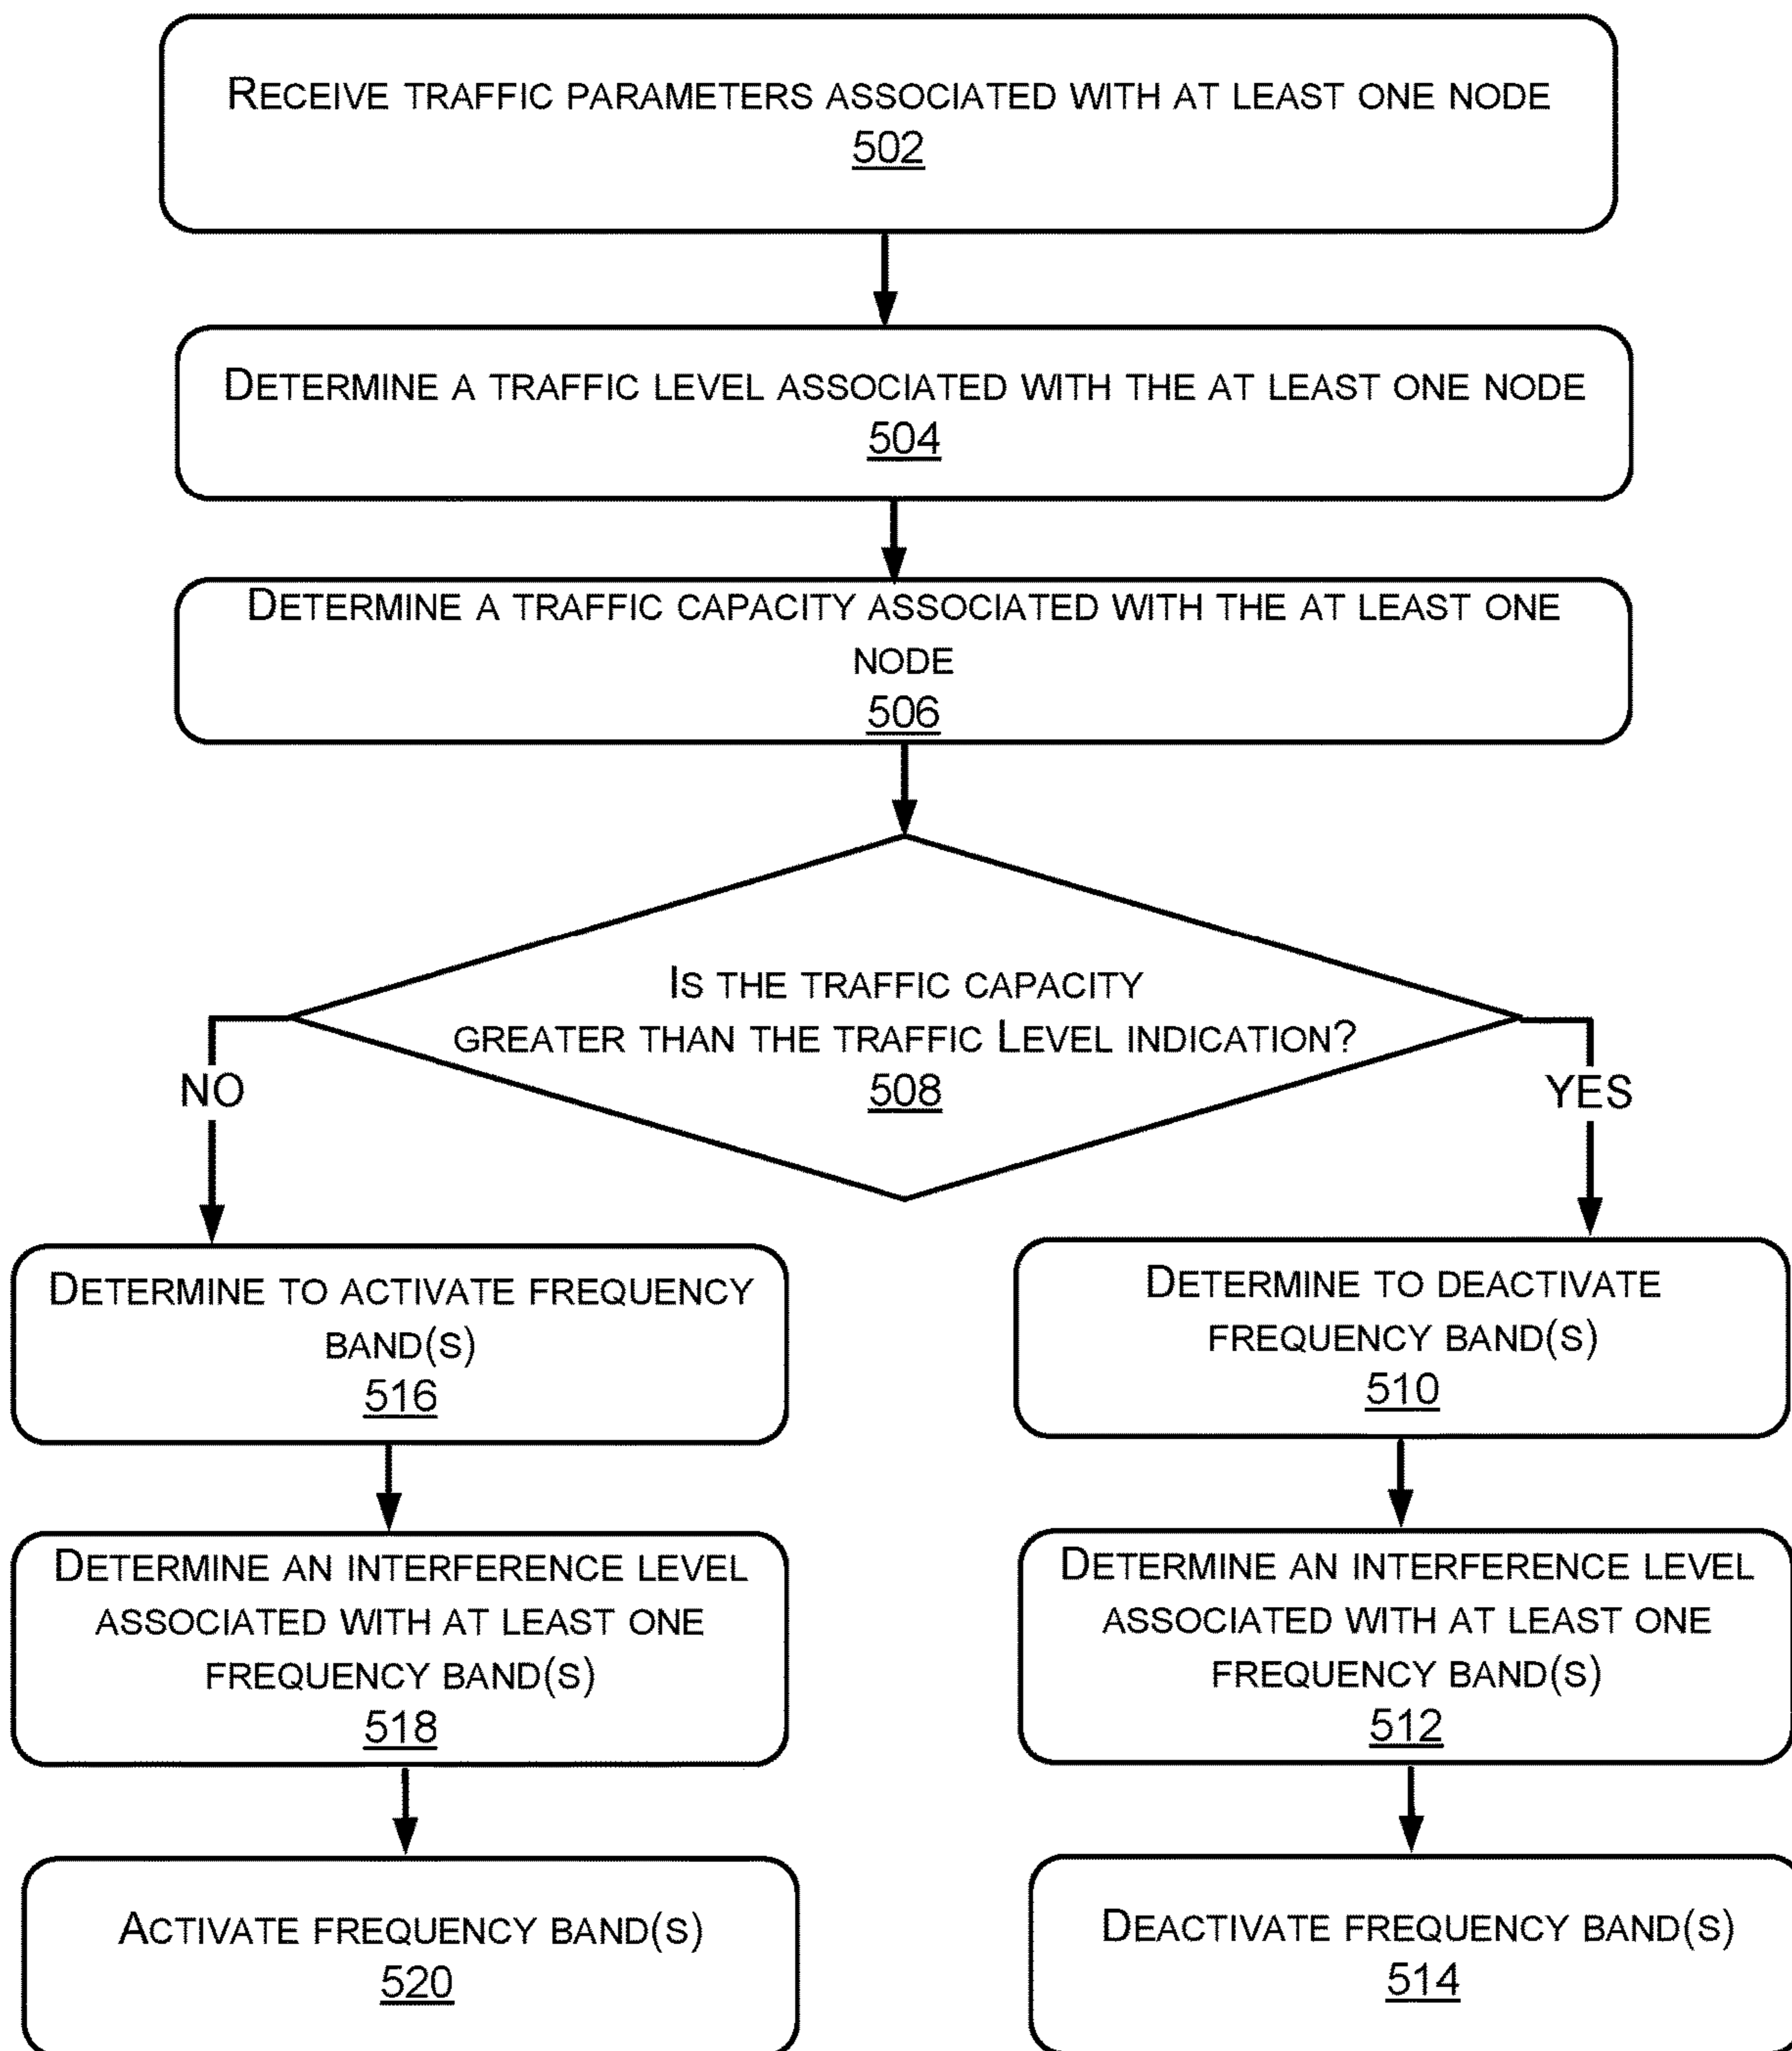 RECEIVE TRAFFIC PARAMETERS ASSOCIATED WITH AT LEAST ONE NODE
502
DETERMINE A TRAFFIC LEVEL ASSOCIATED WITH THE AT LEAST ONE NODE
504
DETERMINE A TRAFFIC CAPACITY ASSOCIATED WITH THE AT LEAST ONE
NODE
506
IS THE TRAFFIC CAPACITY
GREATER THAN THE TRAFFIC LEVEL INDICATION?
508
NO
YES
DETERMINE TO ACTIVATE FREQUENCY
BAND(S)
516
DETERMINE TO DEACTIVATE
FREQUENCY BAND(S)
510
DETERMINE AN INTERFERENCE LEVEL
ASSOCIATED WITH AT LEAST ONE
FREQUENCY BAND(S)
518
DETERMINE AN INTERFERENCE LEVEL
ASSOCIATED WITH AT LEAST ONE
FREQUENCY BAND(S)
512
ACTIVATE FREQUENCY BAND(S)
520
DEACTIVATE FREQUENCY BAND(S)
514